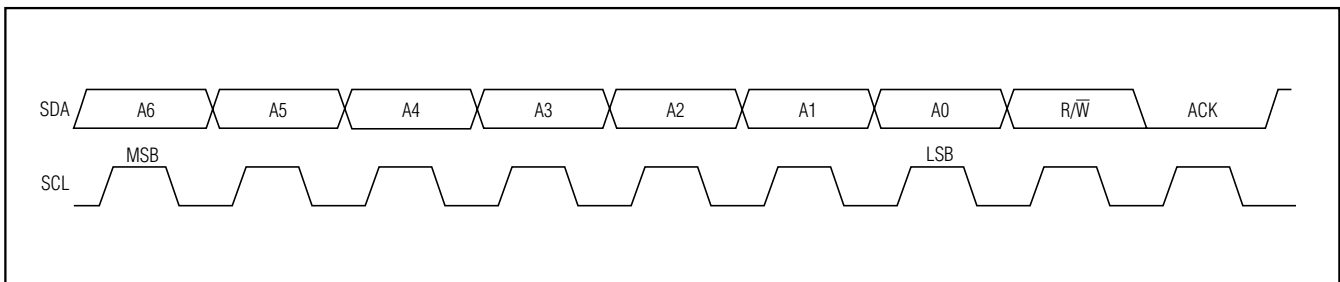 SDA A6 A5 A4 A3 A2 A1 A0 R/W̅ ACK
MSB LSB
SCL